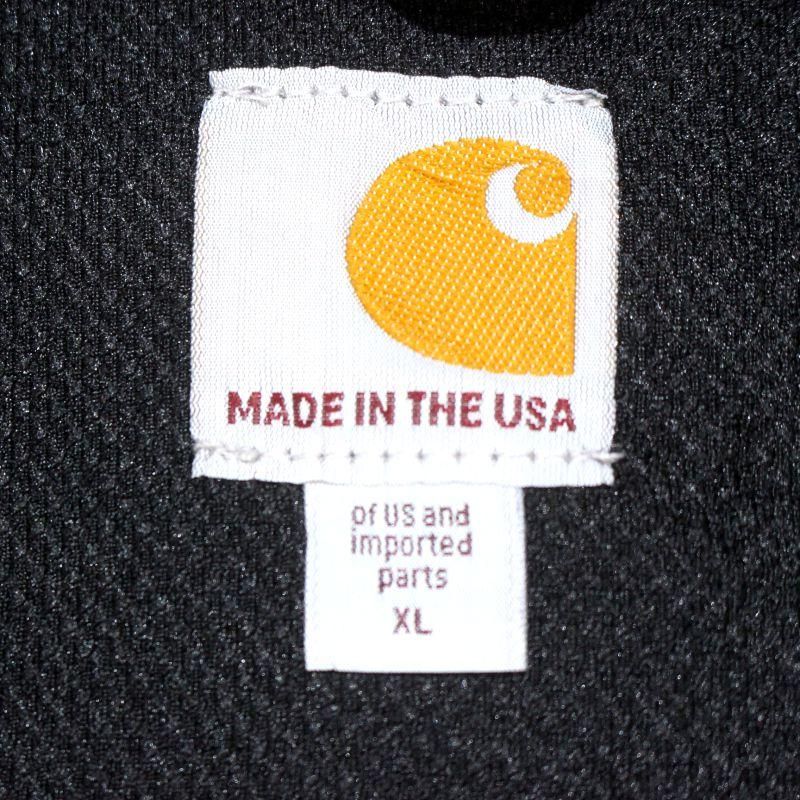 MADE IN THE USA
of US and
imported
parts
XL